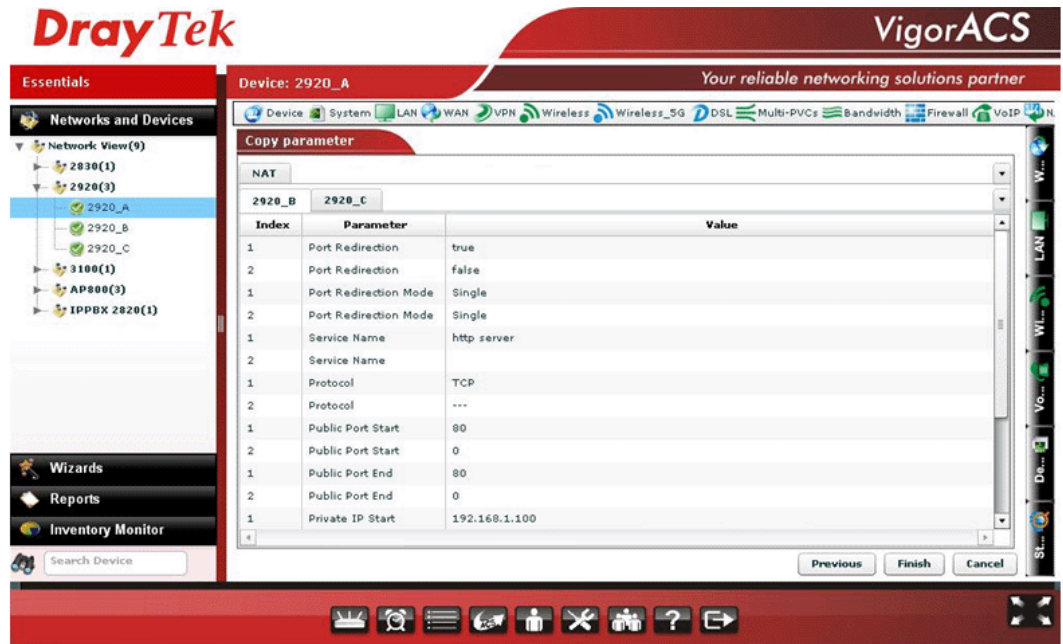 DrayTek
VigorACS
Essentials
Device: 2920_A
Your reliable networking solutions partner
Networks and Devices
Network View(9)
2830(1)
2920(3)
2920_A
2920_B
2920_C
3100(1)
AP800(3)
IPPBX 2820(1)
Wizards
Reports
Inventory Monitor
Search Device
Device System LAN WAN VPN Wireless Wireless_5G DSL Multi-PVCs Bandwidth Firewall VoIP N.
Copy parameter
NAT
2920_B 2920_C
Index Parameter Value
1 Port Redirection true
2 Port Redirection false
1 Port Redirection Mode Single
2 Port Redirection Mode Single
1 Service Name http server
2 Service Name
1 Protocol TCP
2 Protocol ---
1 Public Port Start 80
2 Public Port Start 0
1 Public Port End 80
2 Public Port End 0
1 Private IP Start 192.168.1.100
Previous Finish Cancel
W...
LAN
Wi...
Vo...
De...
St...
ACS
?